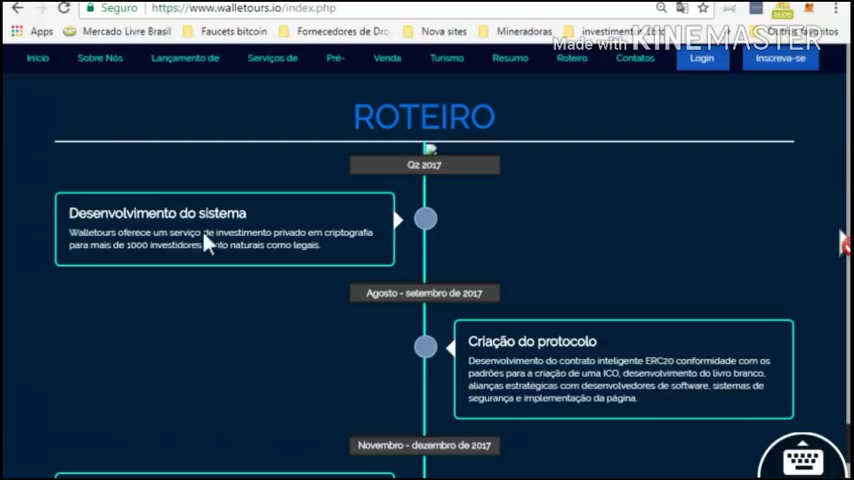 Seguro https://www.walletours.io/index.php
Apps Mercado Livre Brasil Faucets bitcoin Fornecedores de Dro Nova sites Mineradoras Outros favoritos
Made with KINEMASTER
Inicio Sobre Nós Lançamento de Serviços de Pré- Venda Turismo Resumo Roteiro Contatos Login Inscreva-se
ROTEIRO
Q2 2017
Desenvolvimento do sistema
Walletours oferece um serviço de investimento privado em criptografia
para mais de 1000 investidores naturais como legais.
Agosto - setembro de 2017
Criação do protocolo
Desenvolvimento do contrato inteligente ERC20 conformidade com os
padrões para a criação de uma ICO, desenvolvimento do livro branco,
alianças estratégicas com desenvolvedores de software, sistemas de
segurança e implementação da página.
Novembro - dezembro de 2017